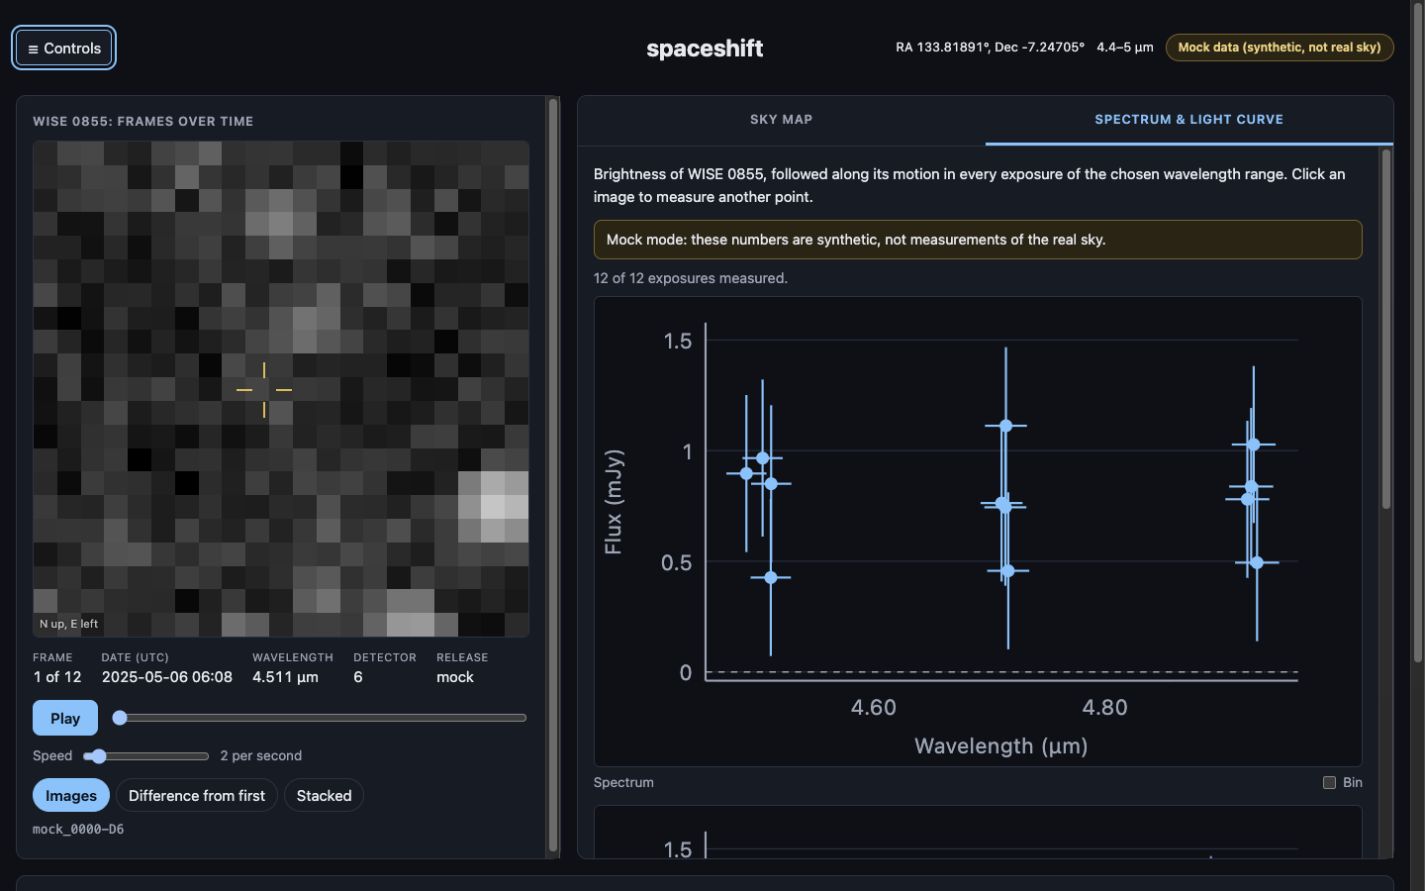 ≡ Controls
spaceshift
RA 133.81891°, Dec -7.24705° 4.4–5 µm Mock data (synthetic, not real sky)
WISE 0855: FRAMES OVER TIME
N up, E left
FRAME DATE (UTC) WAVELENGTH DETECTOR RELEASE
1 of 12 2025-05-06 06:08 4.511 µm 6 mock
Play
Speed 2 per second
Images Difference from first Stacked
mock_0000-D6
SKY MAP SPECTRUM & LIGHT CURVE
Brightness of WISE 0855, followed along its motion in every exposure of the chosen wavelength range. Click an
image to measure another point.
Mock mode: these numbers are synthetic, not measurements of the real sky.
12 of 12 exposures measured.
1.5
1
0.5
0
Flux (mJy)
4.60 4.80
Wavelength (µm)
Spectrum Bin
1.5